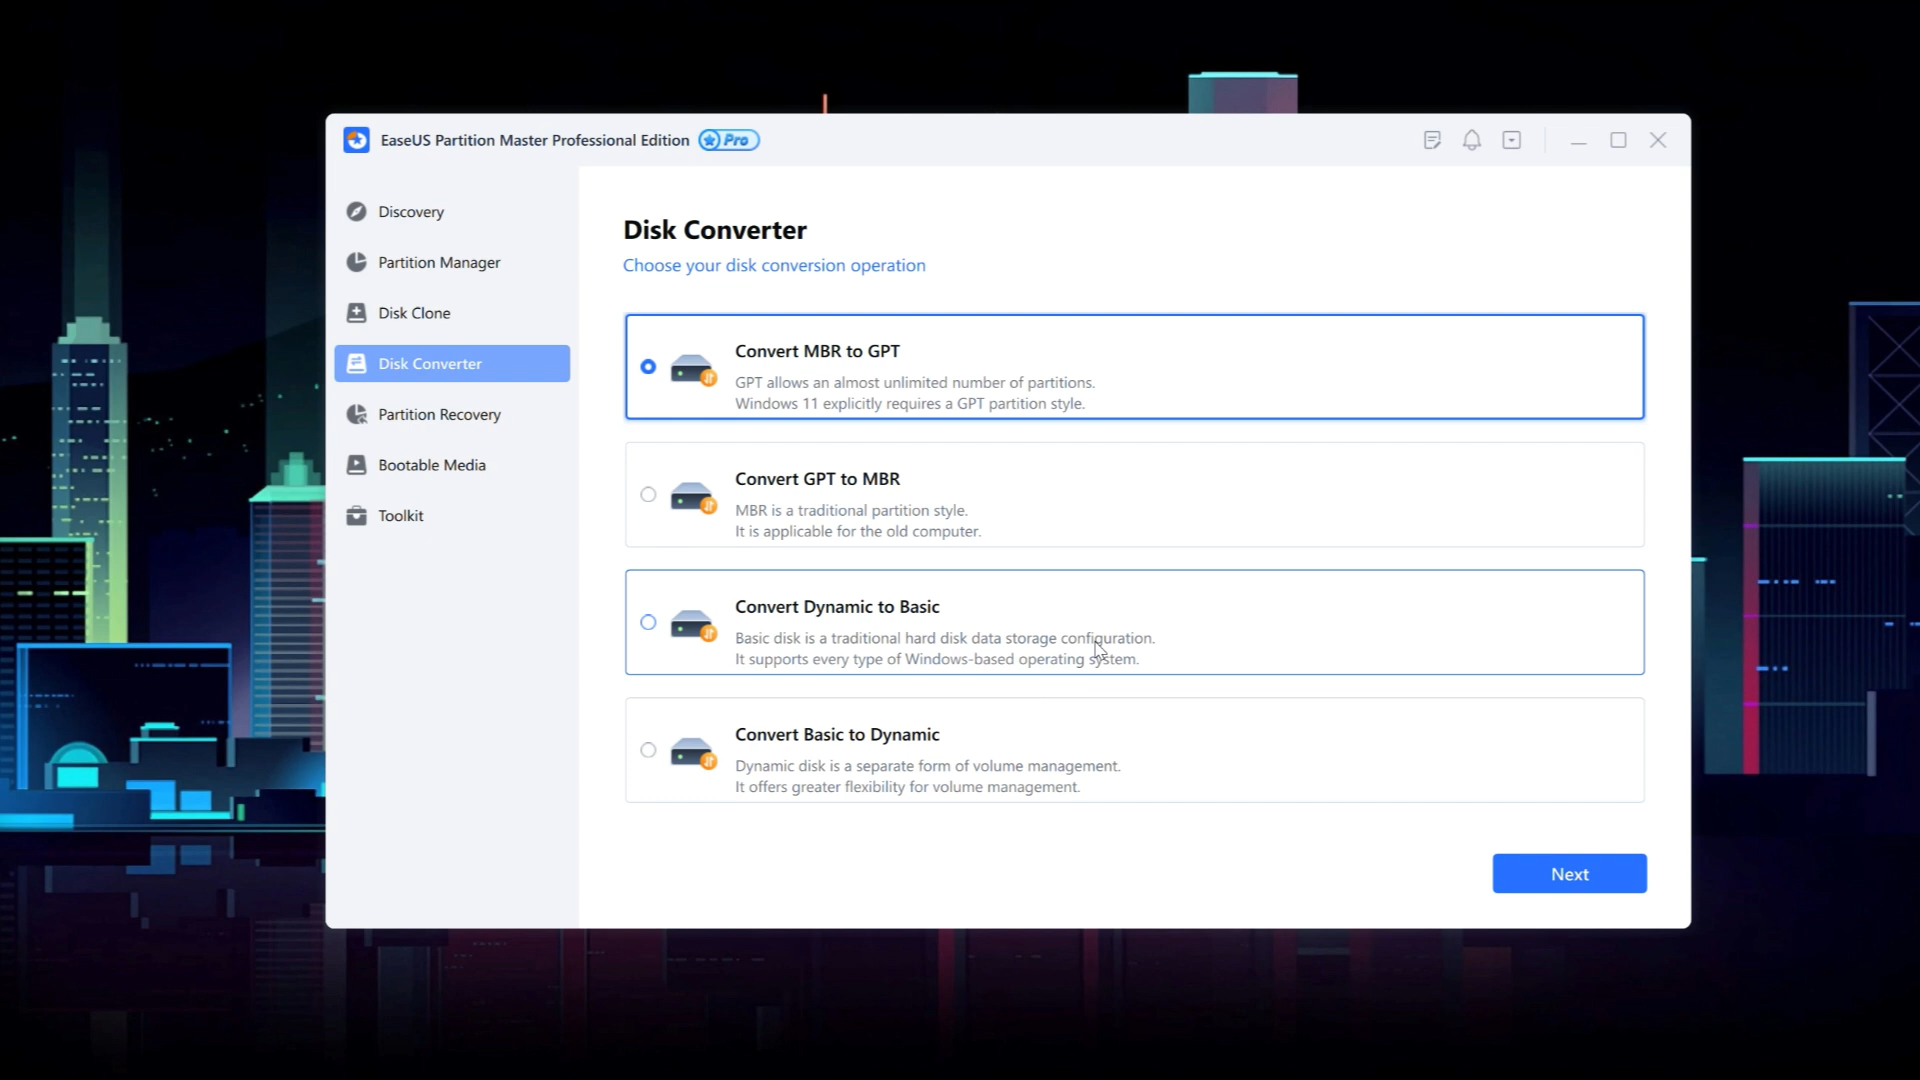 EaseUS Partition Master Professional Edition Pro
Discovery
Partition Manager
Disk Clone
Disk Converter
Partition Recovery
Bootable Media
Toolkit
Disk Converter
Choose your disk conversion operation
Convert MBR to GPT
GPT allows an almost unlimited number of partitions.
Windows 11 explicitly requires a GPT partition style.
Convert GPT to MBR
MBR is a traditional partition style.
It is applicable for the old computer.
Convert Dynamic to Basic
Basic disk is a traditional hard disk data storage configuration.
It supports every type of Windows-based operating system.
Convert Basic to Dynamic
Dynamic disk is a separate form of volume management.
It offers greater flexibility for volume management.
Next